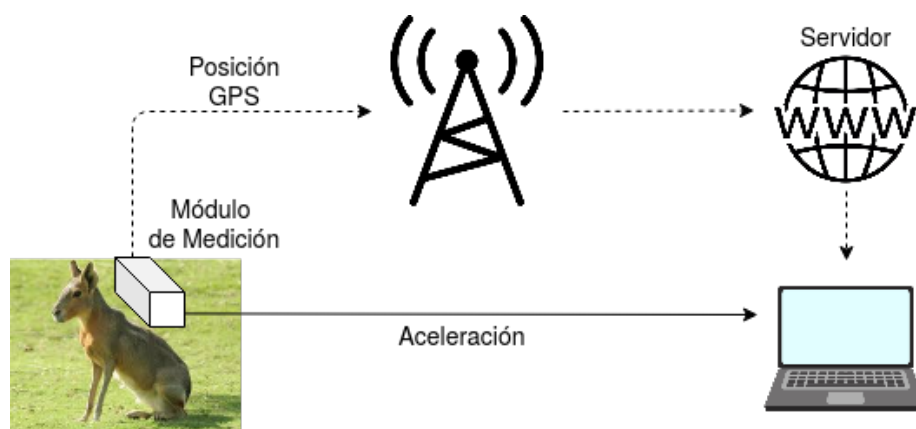 Posición
GPS
Servidor
WWW
Módulo
de Medición
Aceleración